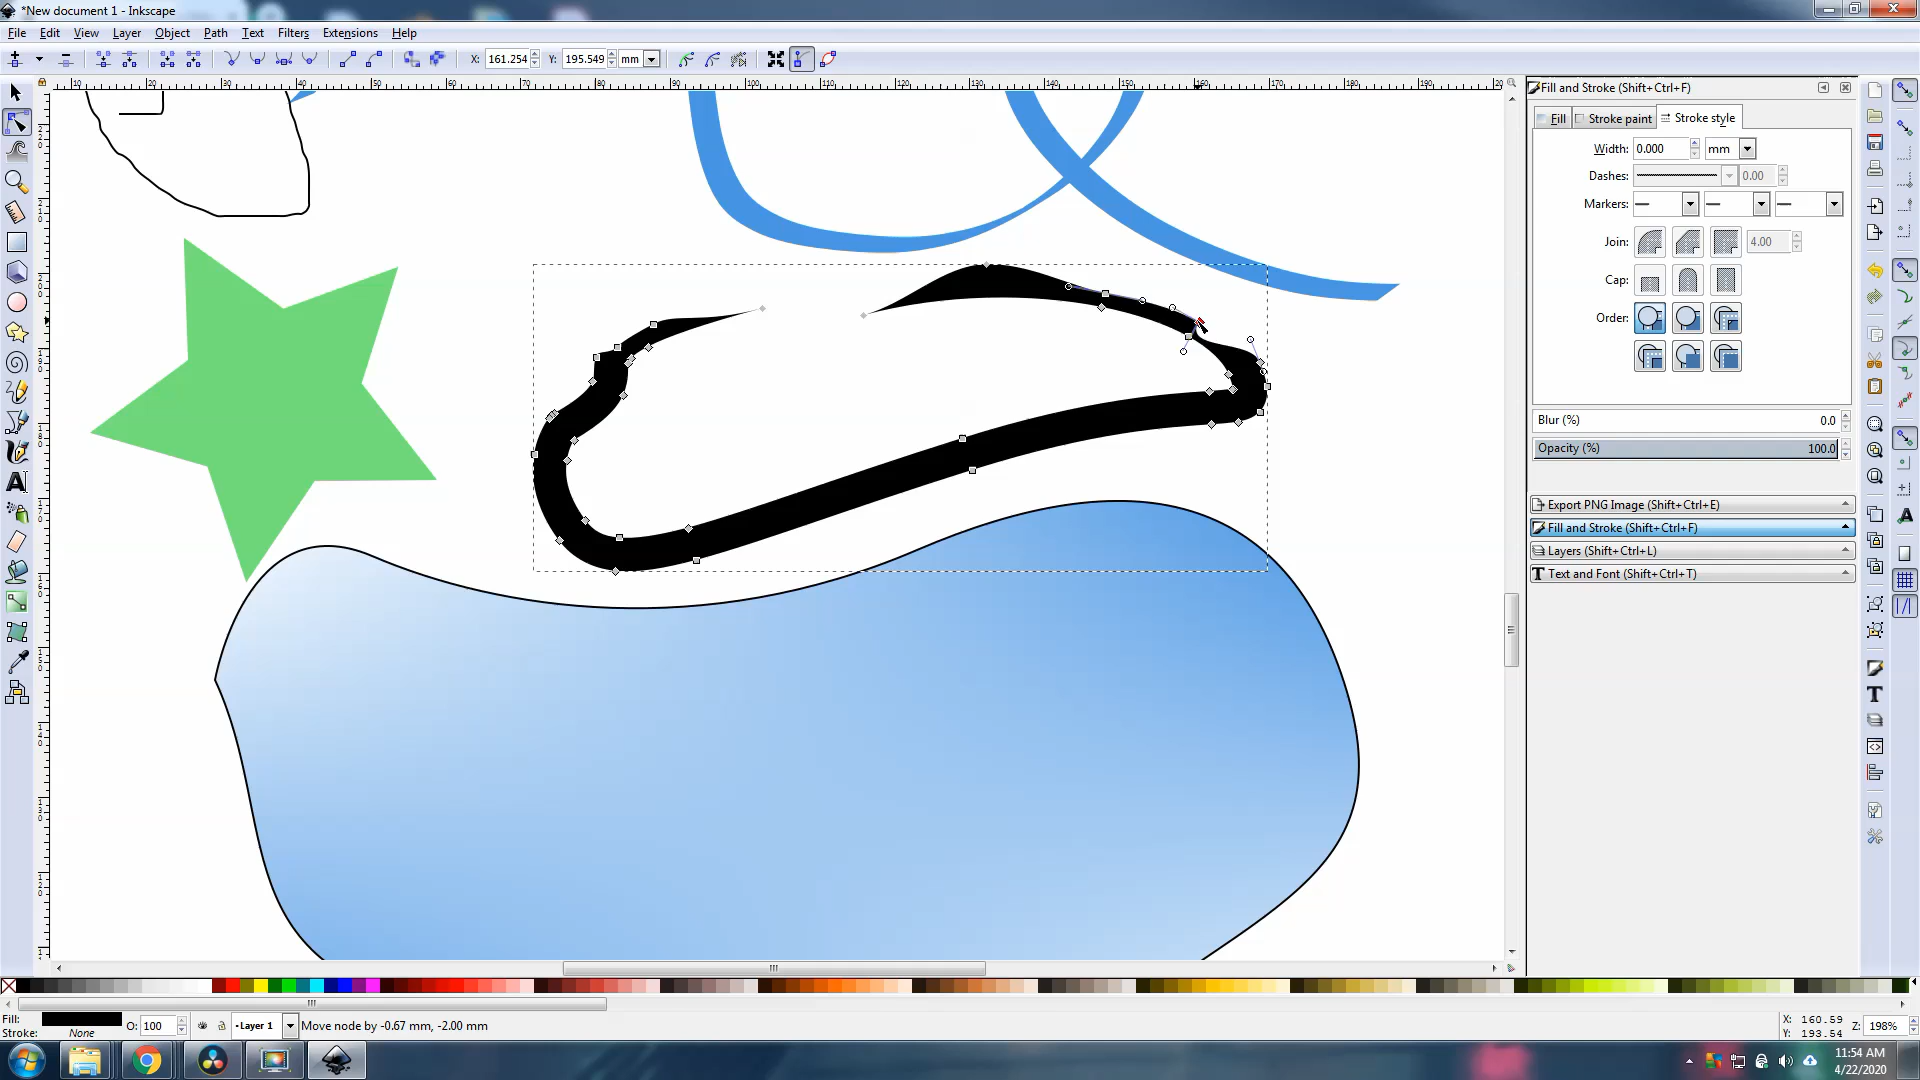 *New document 1 - Inkscape
File Edit View Layer Object Path Text Filters Extensions Help
X: 161.254 Y: 195.549 mm
Fill and Stroke (Shift+Ctrl+F)
Fill Stroke paint Stroke style
Width: 0.000 mm
Dashes: 0.00
Markers:
Join: 4.00
Cap:
Order:
Blur (%) 0.0
Opacity (%) 100.0
Export PNG Image (Shift+Ctrl+E)
Fill and Stroke (Shift+Ctrl+F)
Layers (Shift+Ctrl+L)
Text and Font (Shift+Ctrl+T)
Fill:
Stroke: None O: 100 Layer 1 Move node by -0.67 mm, -2.00 mm
X: 160.59
Y: 193.54 Z: 198%
11:54 AM
4/22/2020